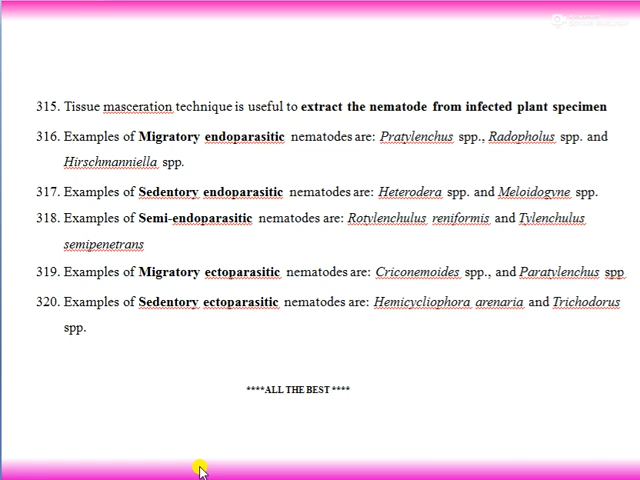 315. Tissue masceration technique is useful to extract the nematode from infected plant specimen
316. Examples of Migratory endoparasitic nematodes are: Pratylenchus spp., Radopholus spp. and
Hirschmanniella spp.
317. Examples of Sedentory endoparasitic nematodes are: Heterodera spp. and Meloidogyne spp.
318. Examples of Semi-endoparasitic nematodes are: Rotylenchulus reniformis and Tylenchulus
semipenetrans
319. Examples of Migratory ectoparasitic nematodes are: Criconemoides spp., and Paratylenchus spp
320. Examples of Sedentory ectoparasitic nematodes are: Hemicycliophora arenaria and Trichodorus
spp.
****ALL THE BEST ****